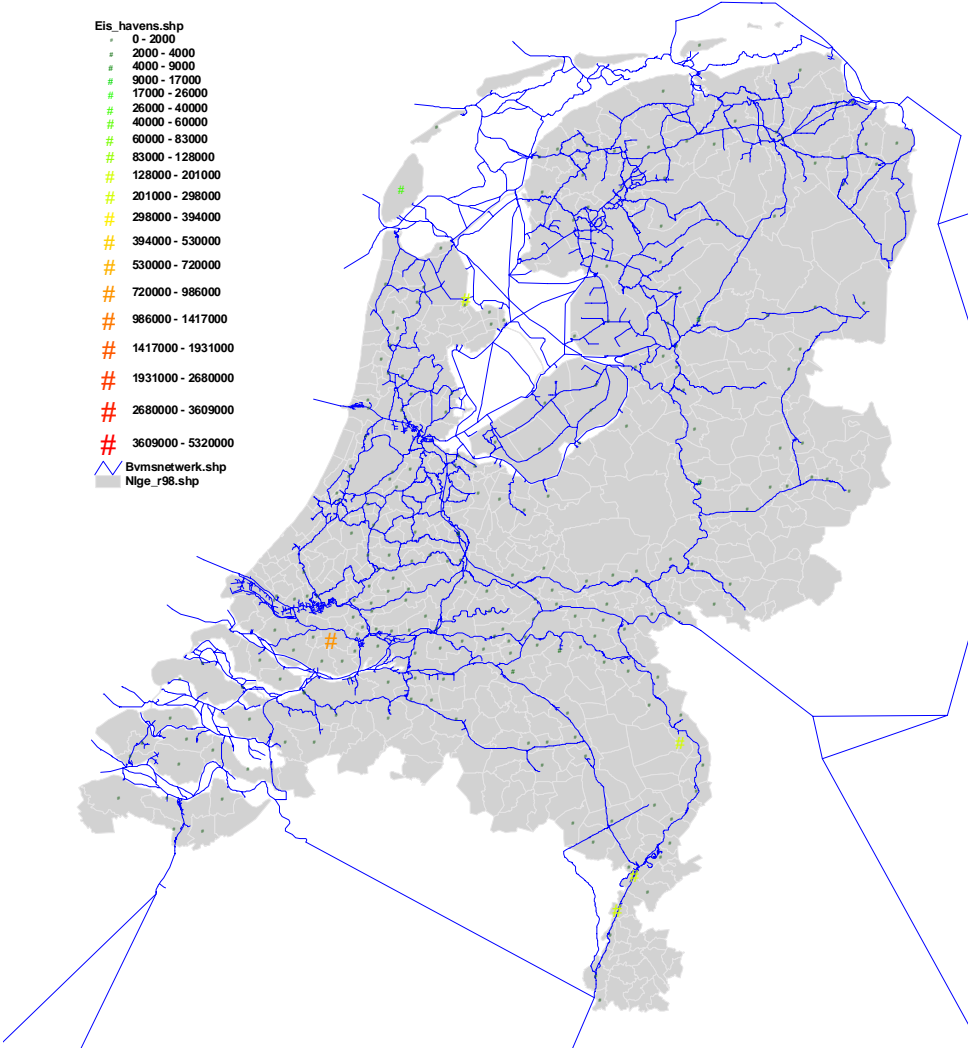 Eis_havens.shp
# 0 - 2000
# 2000 - 4000
# 4000 - 9000
# 9000 - 17000
# 17000 - 26000
# 26000 - 40000
# 40000 - 60000
# 60000 - 83000
# 83000 - 128000
# 128000 - 201000
# 201000 - 298000
# 298000 - 394000
# 394000 - 530000
# 530000 - 720000
# 720000 - 986000
# 986000 - 1417000
# 1417000 - 1931000
# 1931000 - 2680000
# 2680000 - 3609000
# 3609000 - 5320000
Bvmsnetwerk.shp
Nlge_r98.shp